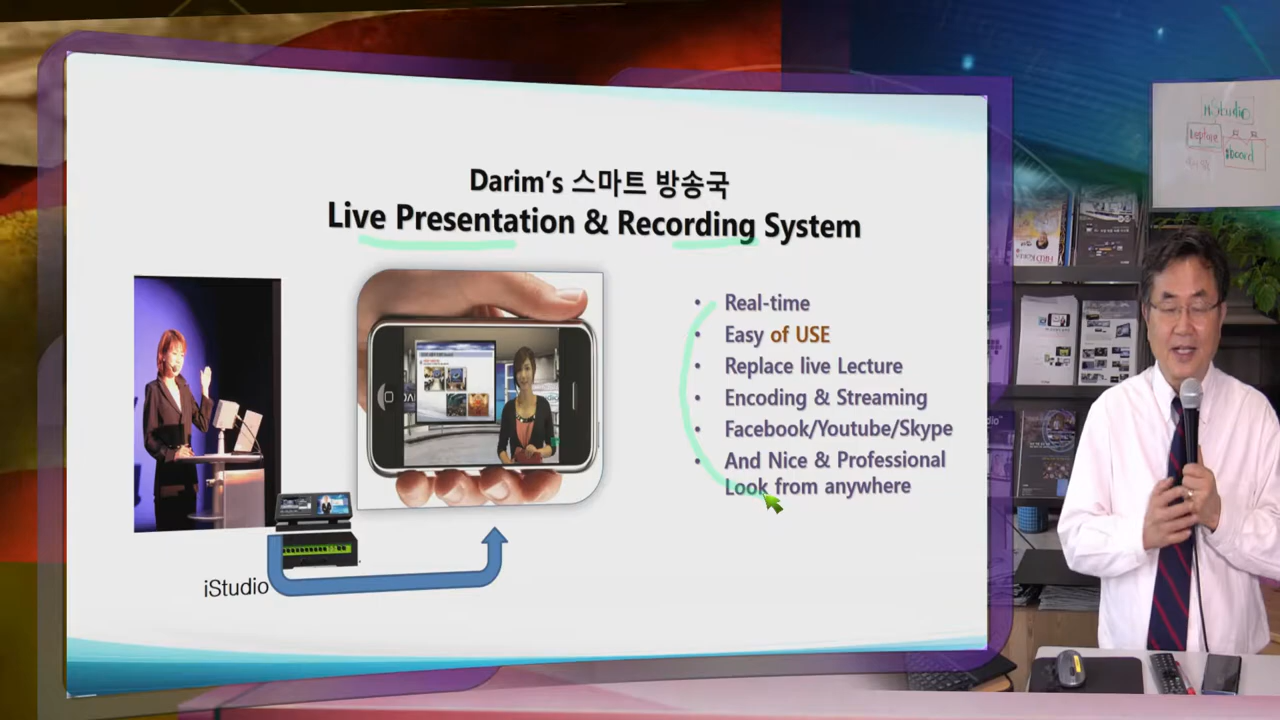 Darim's 스마트 방송국
Live Presentation & Recording System
• Real-time
• Easy of USE
• Replace live Lecture
• Encoding & Streaming
• Facebook/Youtube/Skype
• And Nice & Professional
Look from anywhere
iStudio
board